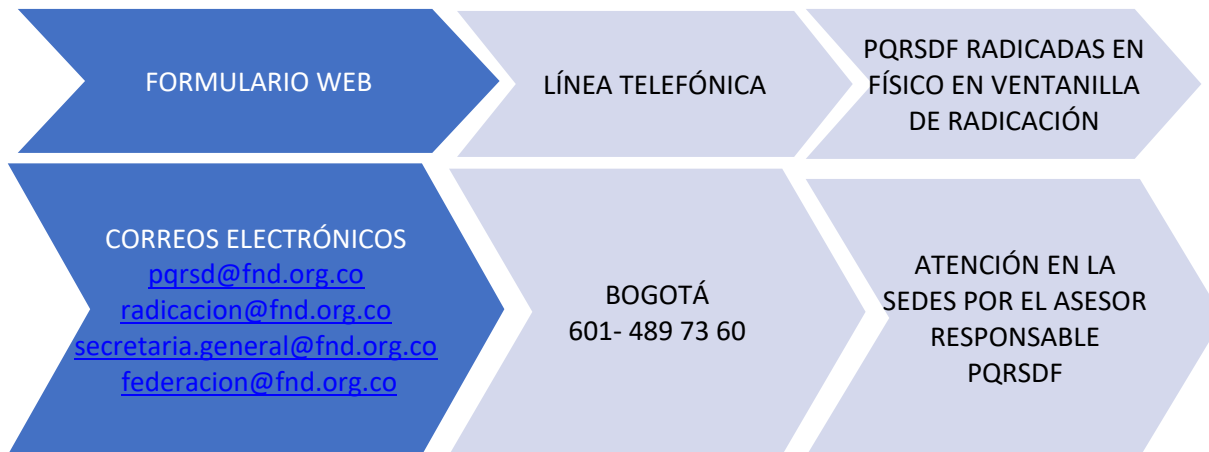 FORMULARIO WEB
LÍNEA TELEFÓNICA
PQRSDF RADICADAS EN
FÍSICO EN VENTANILLA
DE RADICACIÓN
CORREOS ELECTRÓNICOS
pqrsd@fnd.org.co
radicacion@fnd.org.co
secretaria.general@fnd.org.co
federacion@fnd.org.co
BOGOTÁ
601- 489 73 60
ATENCIÓN EN LA
SEDES POR EL ASESOR
RESPONSABLE
PQRSDF